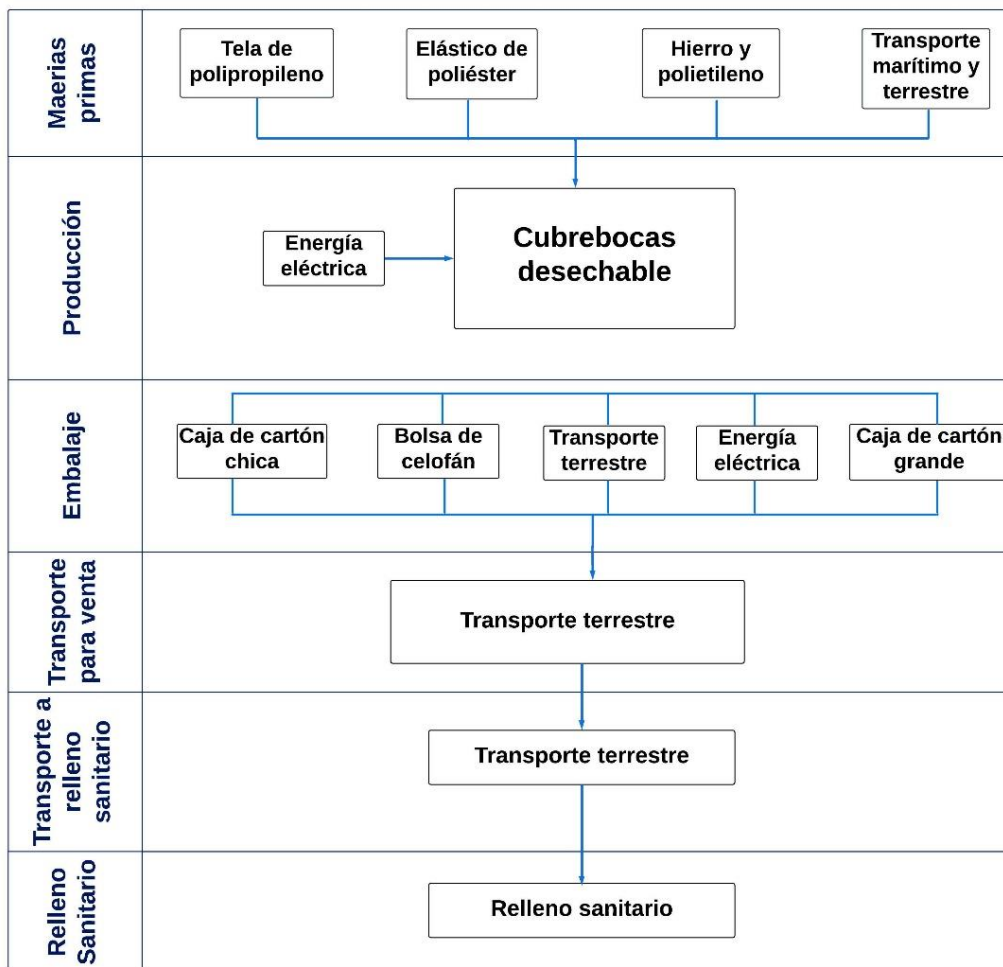 Maerias
primas
Tela de
polipropileno
Elástico de
poliéster
Hierro y
polietileno
Transporte
marítimo y
terrestre
Producción
Energía
eléctrica
Cubrebocas
desechable
Embalaje
Caja de cartón
chica
Bolsa de
celofán
Transporte
terrestre
Energía
eléctrica
Caja de cartón
grande
Transporte
para venta
Transporte terrestre
Transporte a
relleno
sanitario
Transporte terrestre
Relleno
Sanitario
Relleno sanitario